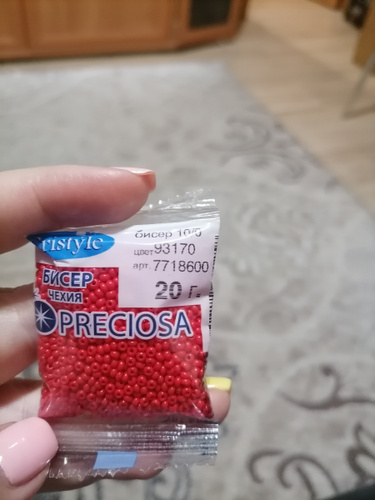 ristyle
бисер 10/0
цвет 93170
арт. 7718600
20 г.
БИСЕР
ЧЕХИЯ
PRECIOSA